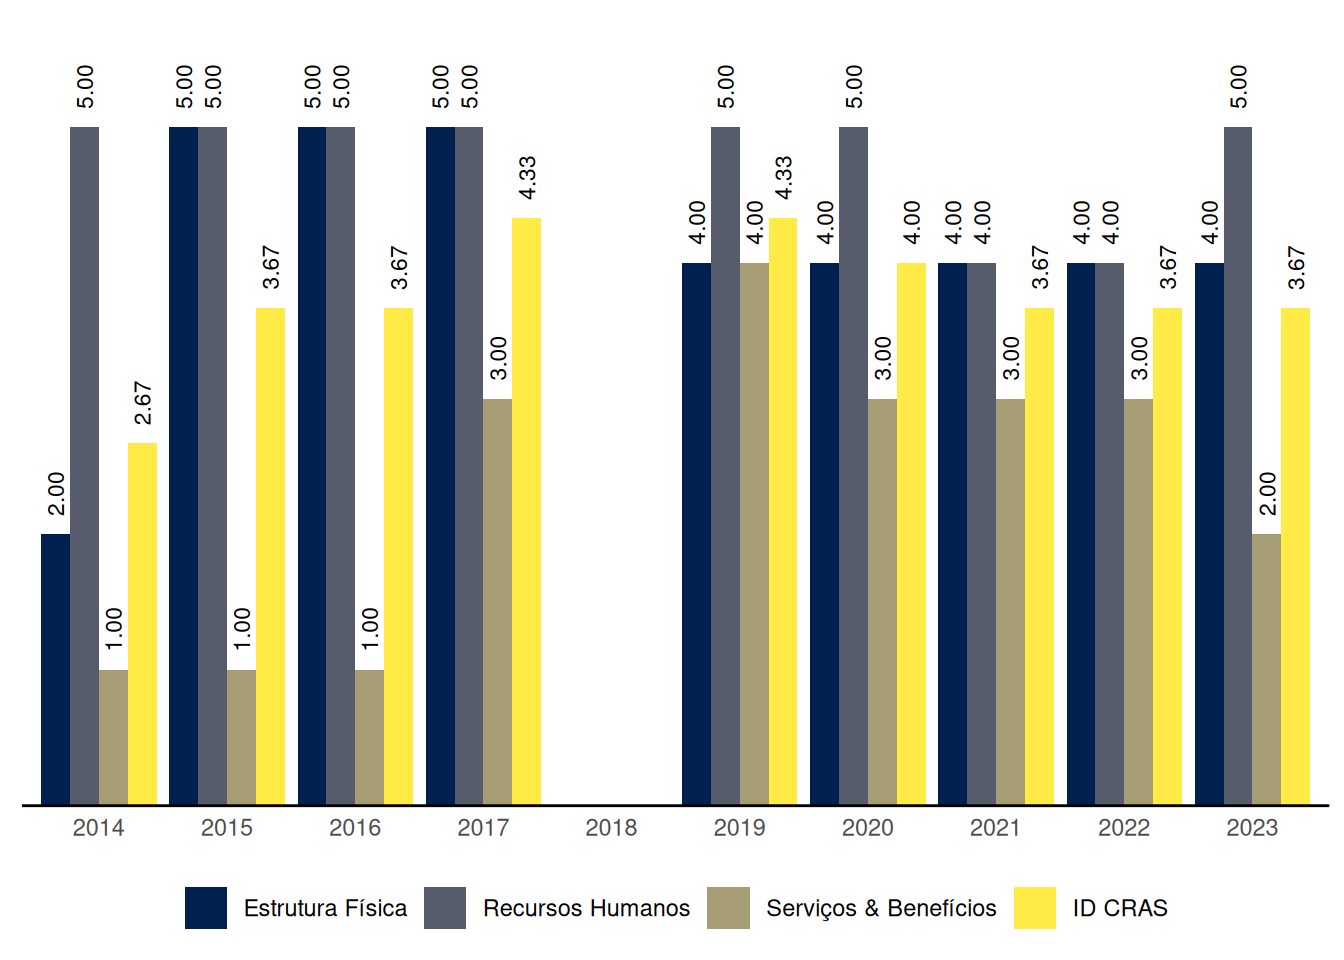 5.00 5.00 5.00 5.00 5.00 5.00 5.00 5.00 5.00 5.00
4.33 4.33
4.00 4.00 4.00 4.00 4.00 4.00 4.00 4.00 4.00
3.67 3.67 3.67 3.67 3.67
3.00 3.00 3.00 3.00
2.67
2.00 2.00
1.00 1.00 1.00
2014 2015 2016 2017 2018 2019 2020 2021 2022 2023
Estrutura Física Recursos Humanos Serviços & Benefícios ID CRAS